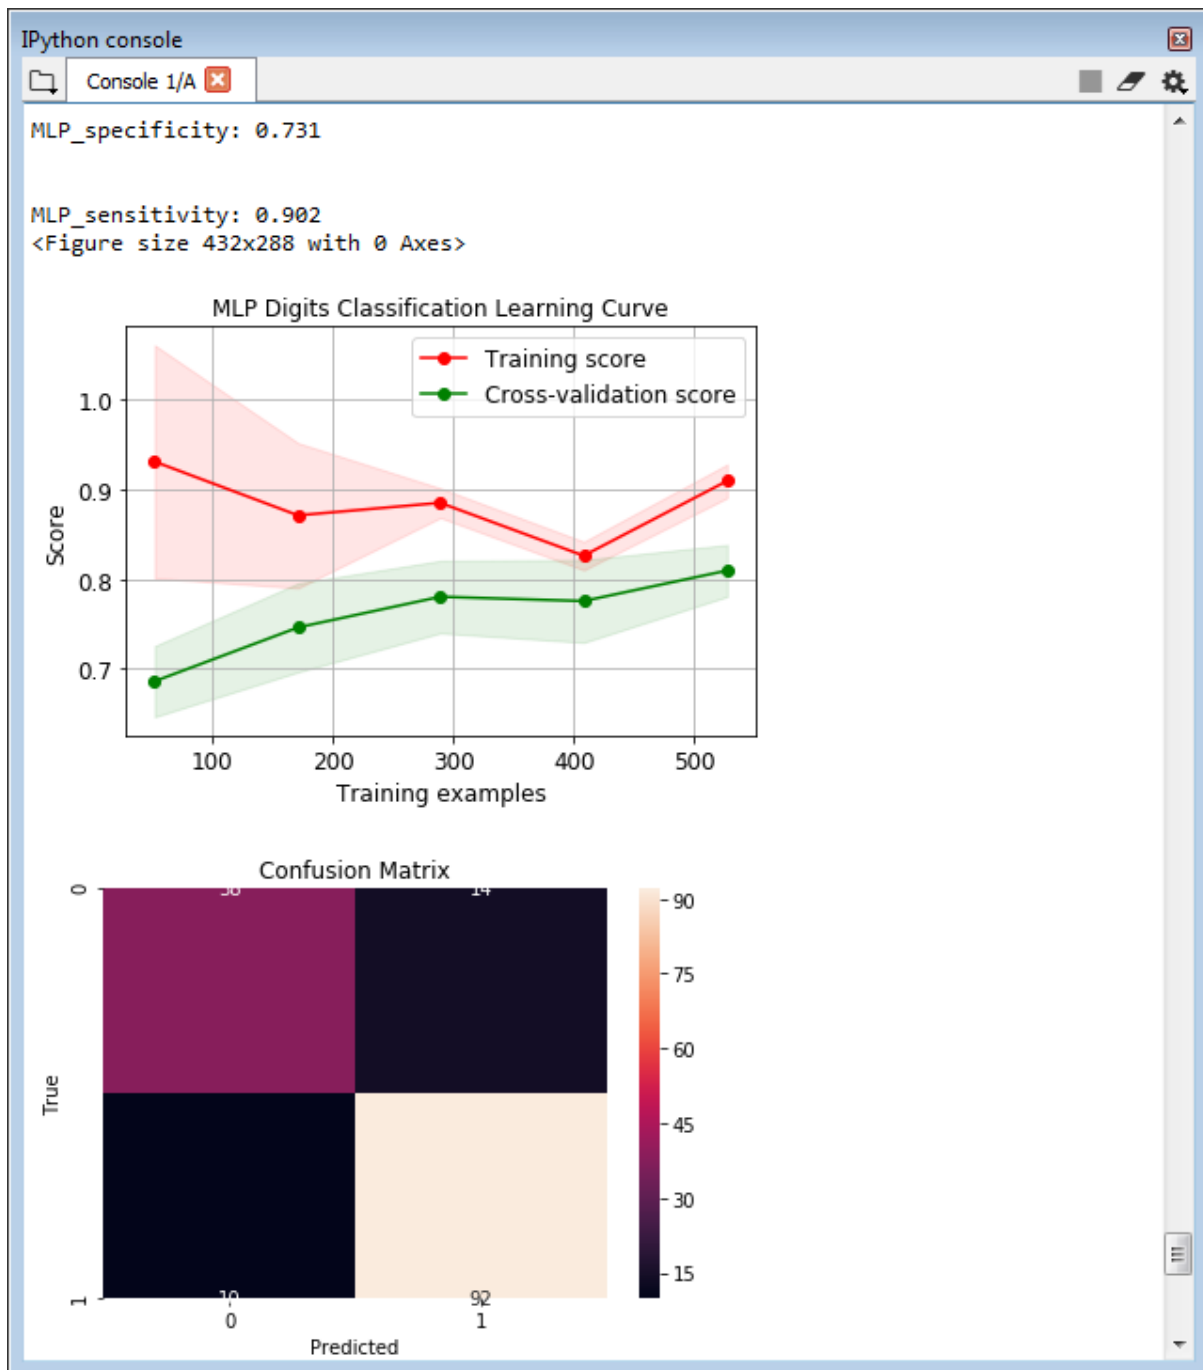 IPython console
Console 1/A
MLP_specificity: 0.731
MLP_sensitivity: 0.902
<Figure size 432x288 with 0 Axes>
MLP Digits Classification Learning Curve
Training score
Cross-validation score
1.0
0.9
0.8
0.7
Score
100 200 300 400 500
Training examples
Confusion Matrix
0
38 14
1
10 92
True
0 1
Predicted
90
75
60
45
30
15